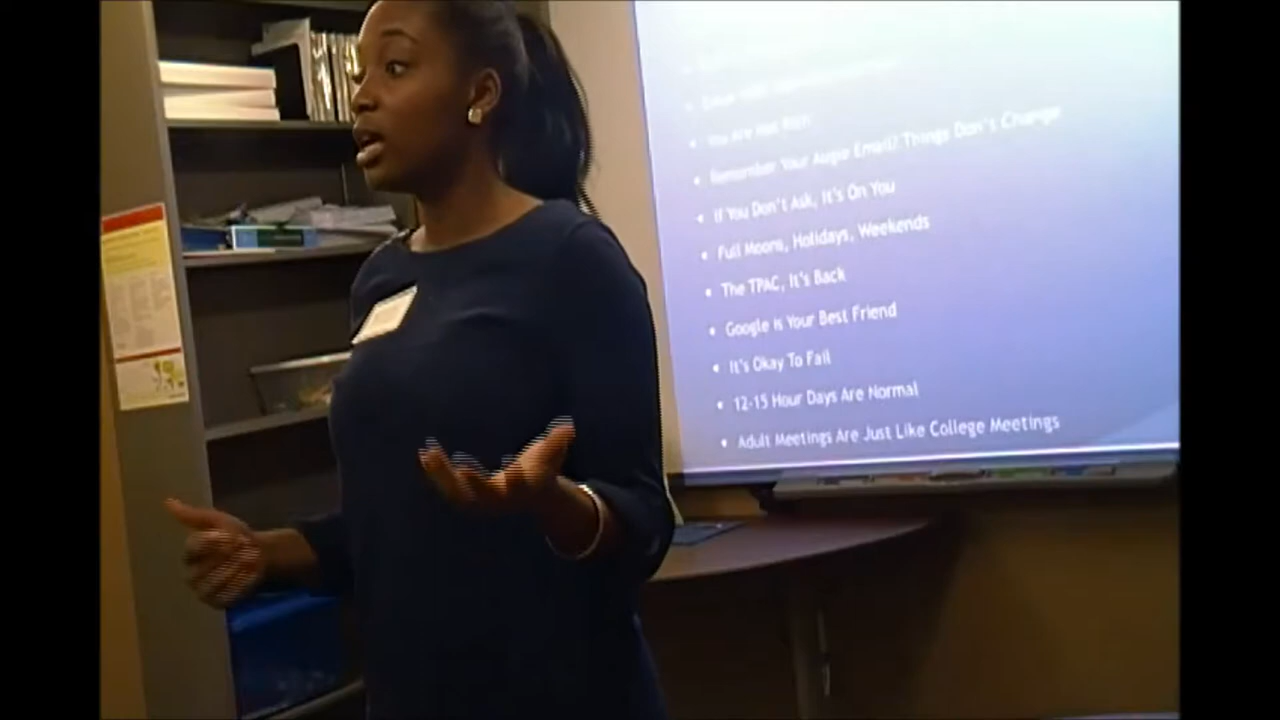 You Are Not Rich
Remember Your Augie Email? Things Don't Change
If You Don't Ask, It's On You
Full Moons, Holidays, Weekends
The TPAC, It's Back
Google is Your Best Friend
It's Okay To Fail
12-15 Hour Days Are Normal
Adult Meetings Are Just Like College Meetings